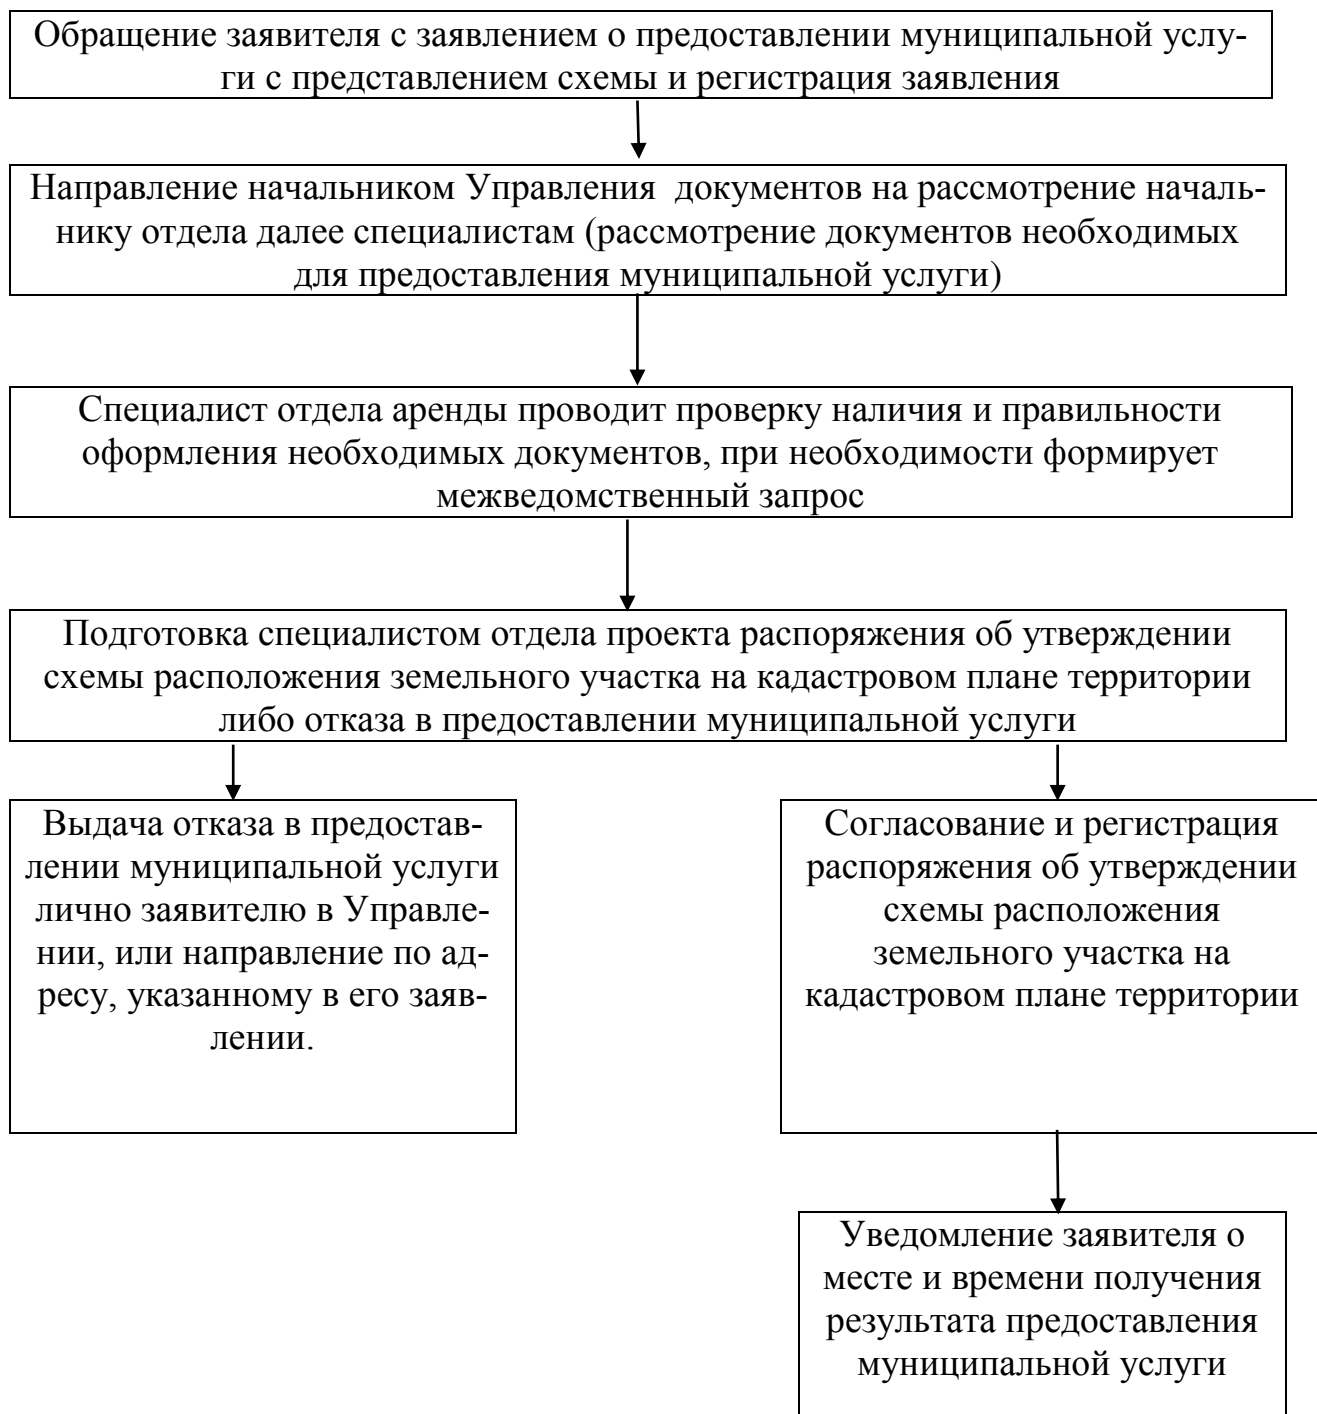 Обращение заявителя с заявлением о предоставлении муниципальной услу-
ги с представлением схемы и регистрация заявления
Направление начальником Управления  документов на рассмотрение началь-
нику отдела далее специалистам (рассмотрение документов необходимых
для предоставления муниципальной услуги)
Специалист отдела аренды проводит проверку наличия и правильности
оформления необходимых документов, при необходимости формирует
межведомственный запрос
Подготовка специалистом отдела проекта распоряжения об утверждении
схемы расположения земельного участка на кадастровом плане территории
либо отказа в предоставлении муниципальной услуги
Выдача отказа в предостав-
лении муниципальной услуги
лично заявителю в Управле-
нии, или направление по ад-
ресу, указанному в его заяв-
лении.
Согласование и регистрация
распоряжения об утверждении
схемы расположения
земельного участка на
кадастровом плане территории
Уведомление заявителя о
месте и времени получения
результата предоставления
муниципальной услуги